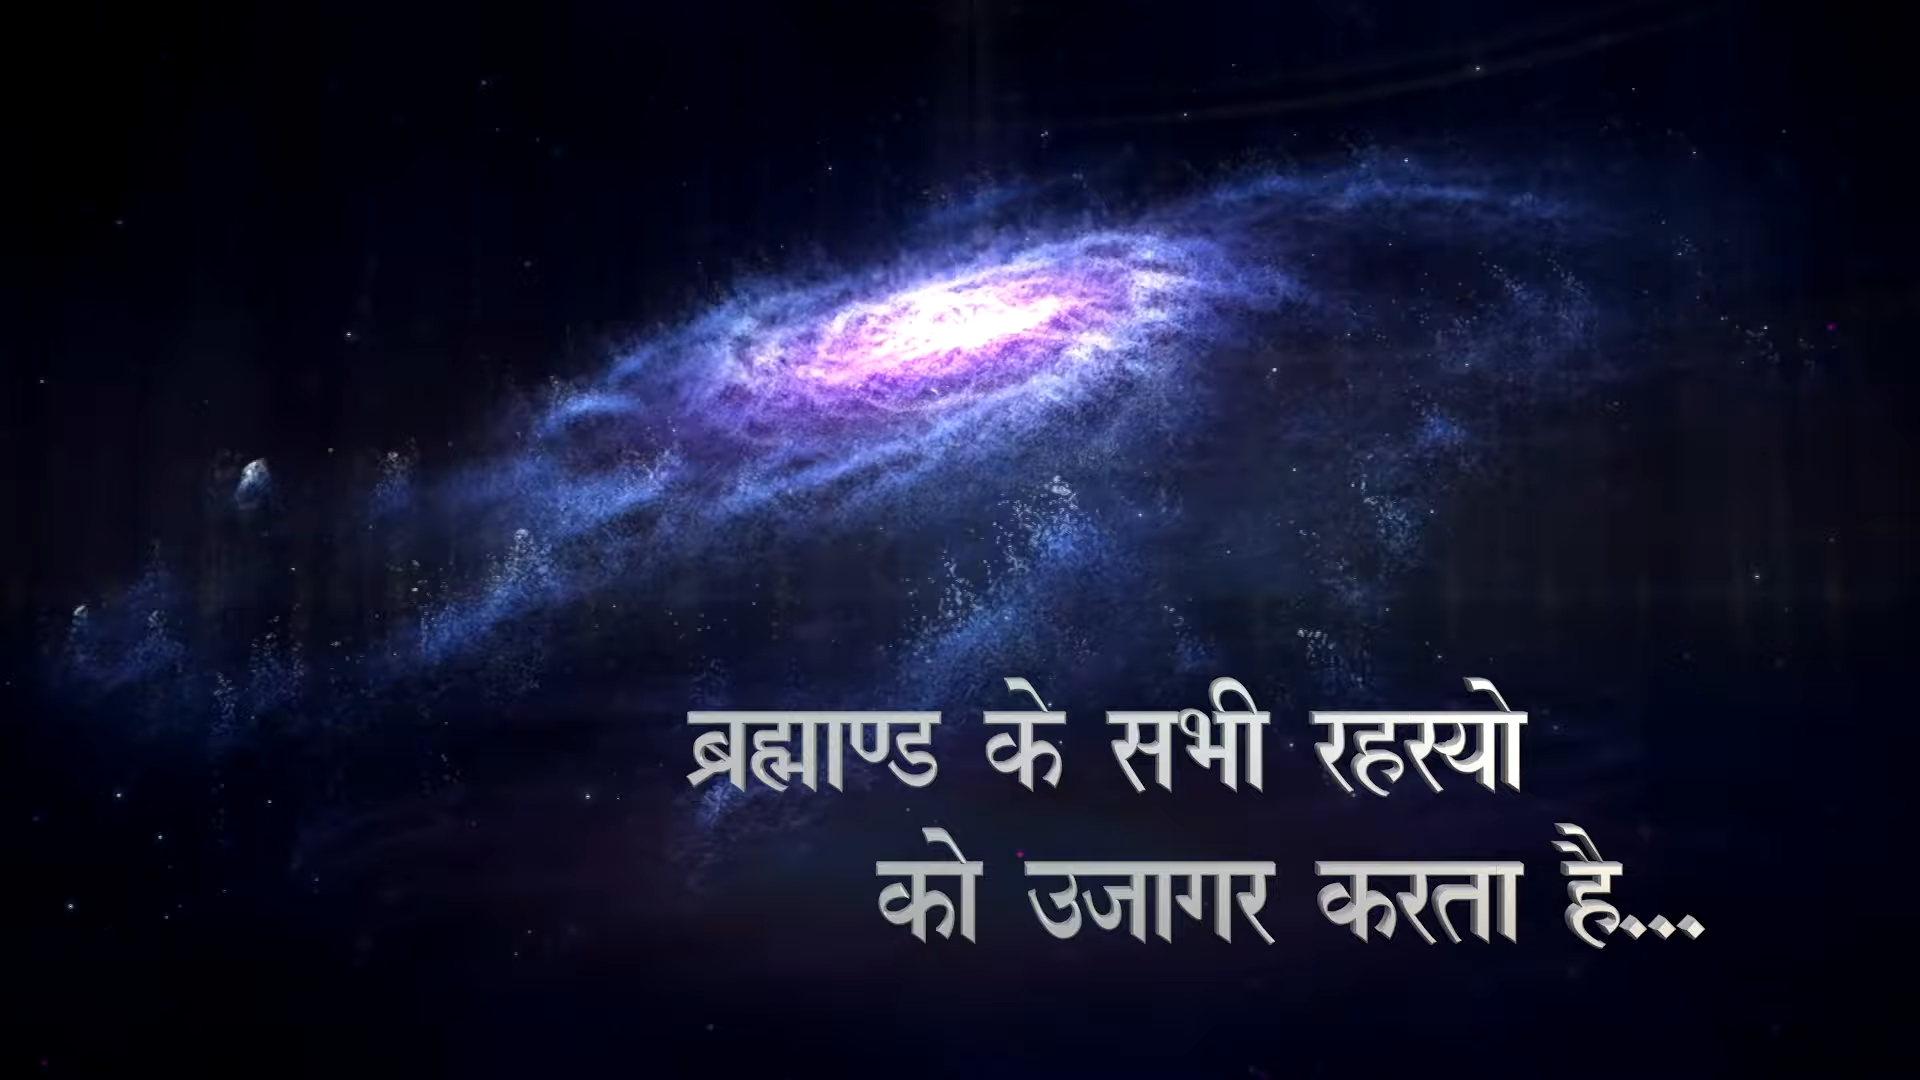 ब्रह्माण्ड के सभी रहस्यो
को उजागर करता है...